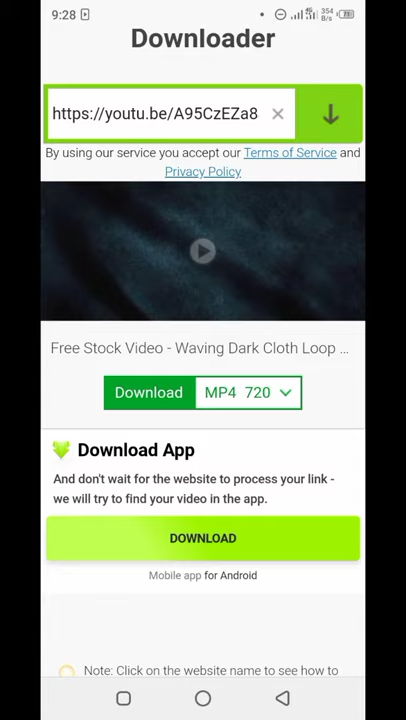 9:28
354
B/s
Downloader
https://youtu.be/A95CzEZa8
By using our service you accept our Terms of Service and
Privacy Policy
Free Stock Video - Waving Dark Cloth Loop ...
Download MP4 720
Download App
And don't wait for the website to process your link -
we will try to find your video in the app.
DOWNLOAD
Mobile app for Android
Note: Click on the website name to see how to